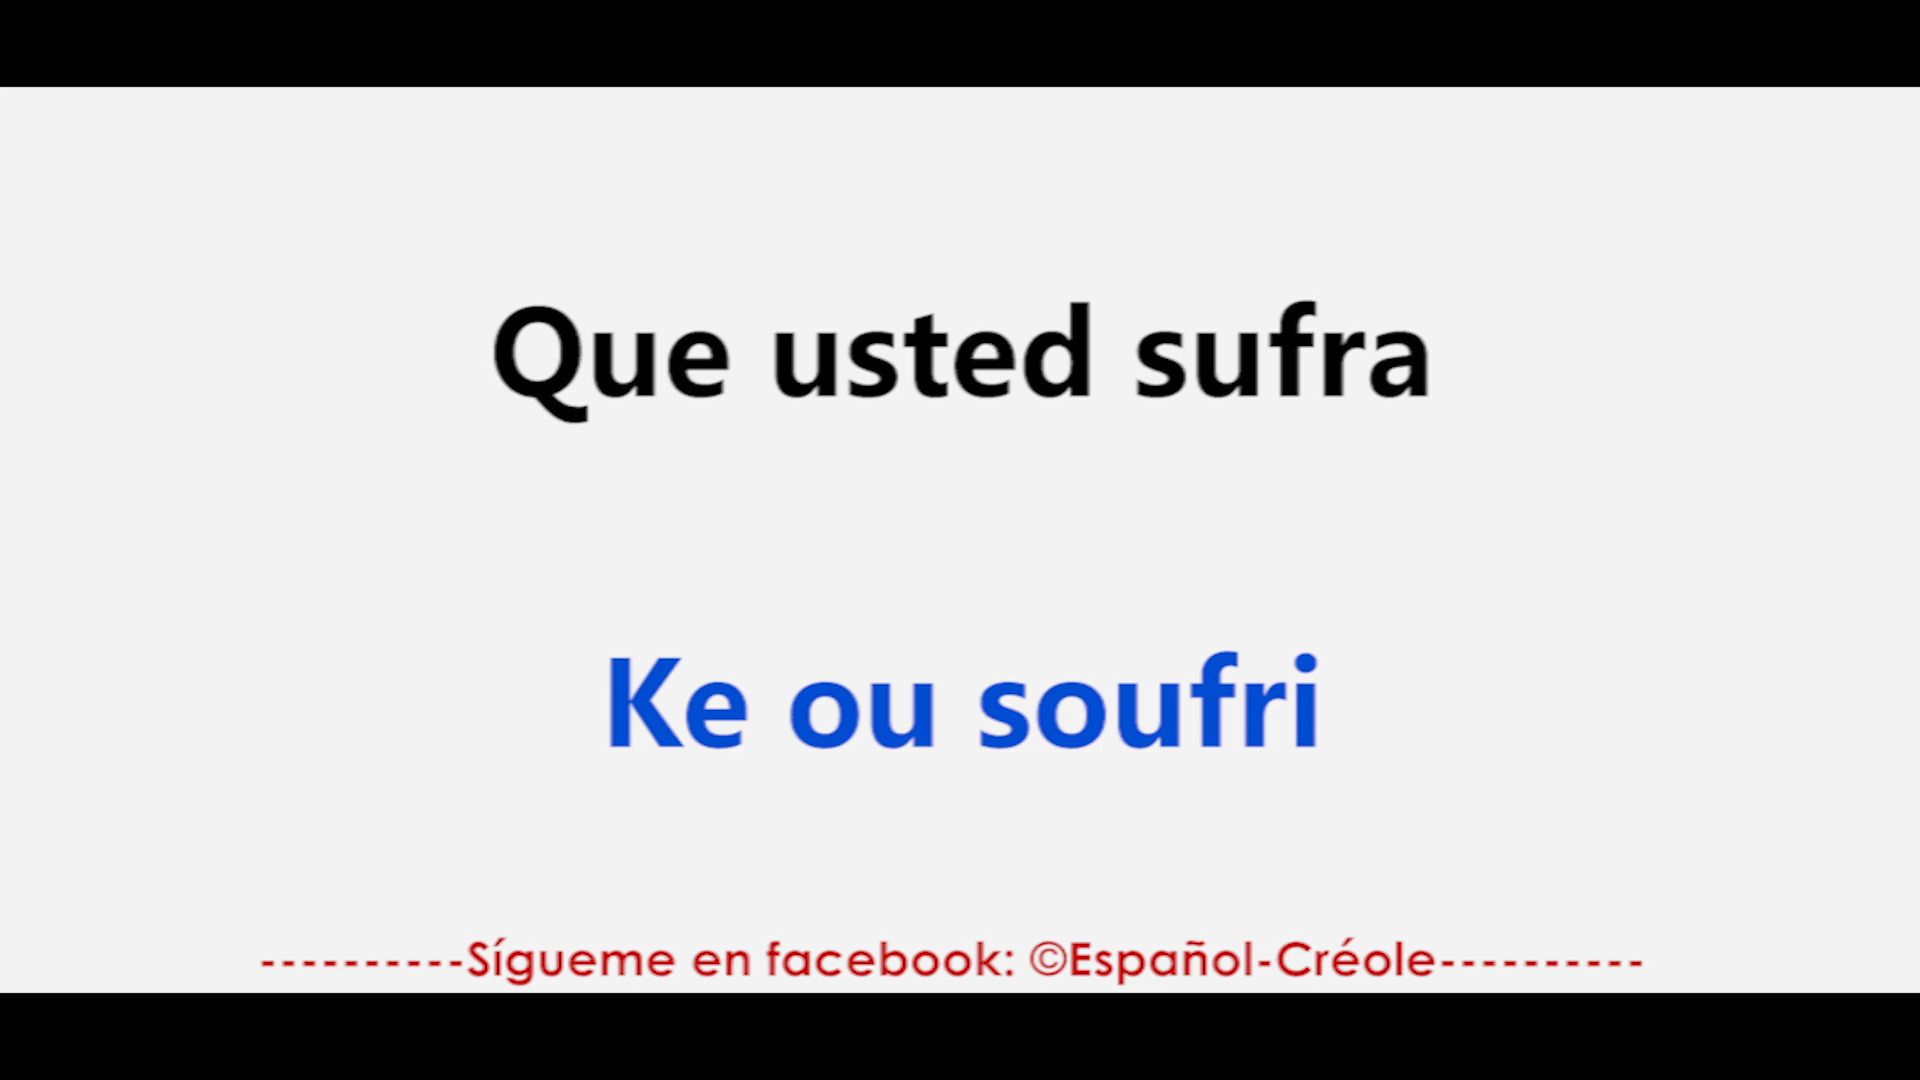 Que usted sufra
Ke ou soufri
----------Sígueme en facebook: ©Español-Créole----------